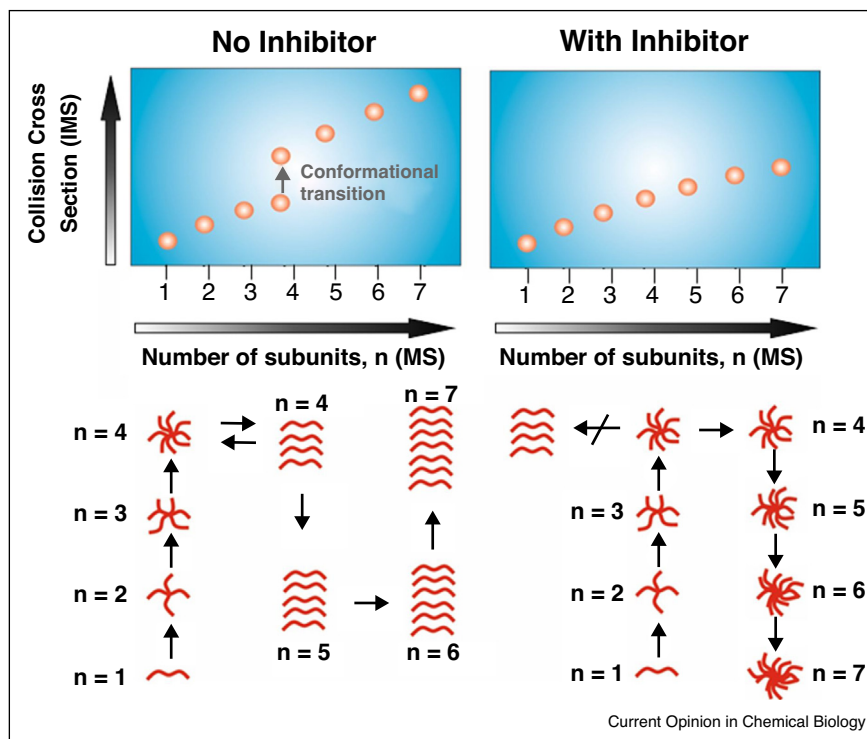 No Inhibitor
With Inhibitor
Collision Cross
Section (IMS)
Conformational
transition
1 2 3 4 5 6 7
1 2 3 4 5 6 7
Number of subunits, n (MS)
Number of subunits, n (MS)
n = 4
n = 3
n = 2
n = 1
n = 4
n = 5
n = 7
n = 6
n = 3
n = 2
n = 1
n = 4
n = 5
n = 6
n = 7
Current Opinion in Chemical Biology